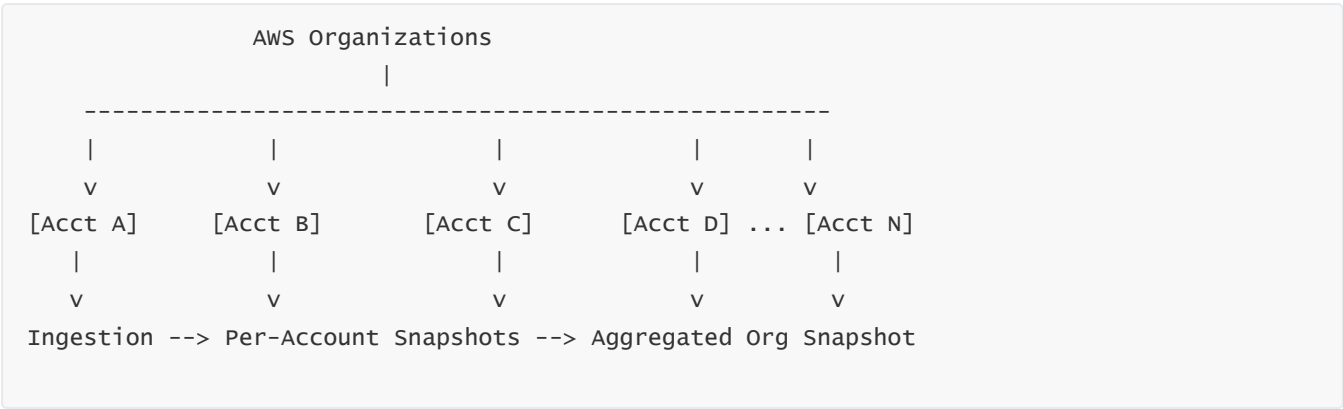 AWS Organizations
|
-----------------------------------------------------
| | | | |
v v v v v
[Acct A] [Acct B] [Acct C] [Acct D] ... [Acct N]
| | | | |
v v v v v
Ingestion --> Per-Account Snapshots --> Aggregated Org Snapshot